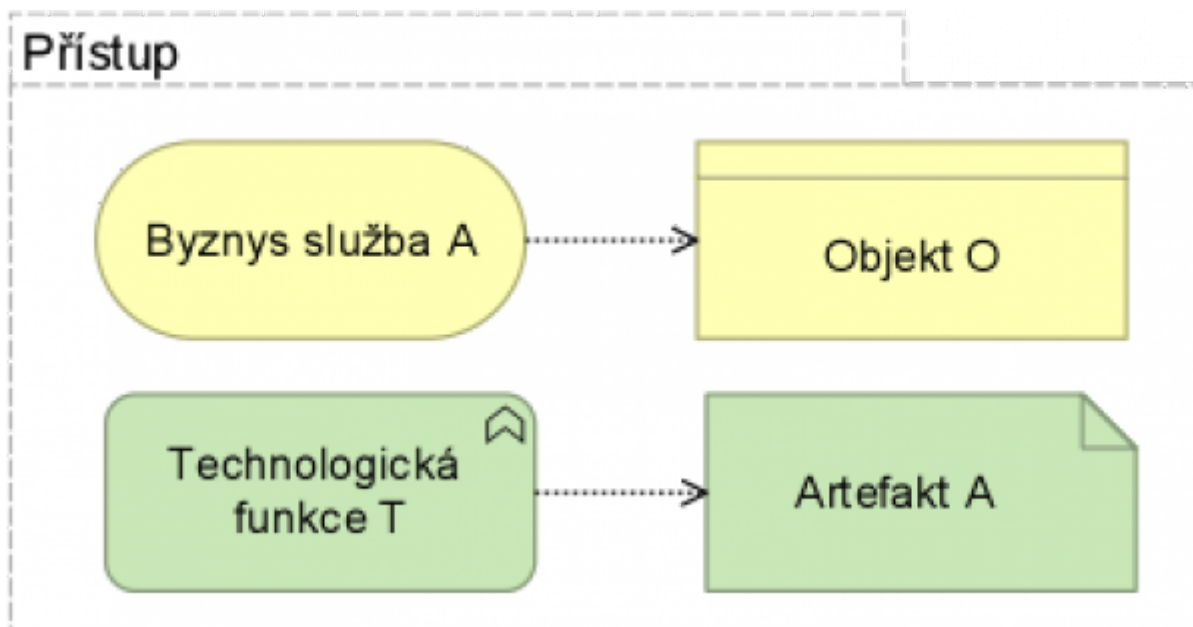 Přístup
Byznys služba A
Objekt O
Technologická
funkce T
Artefakt A